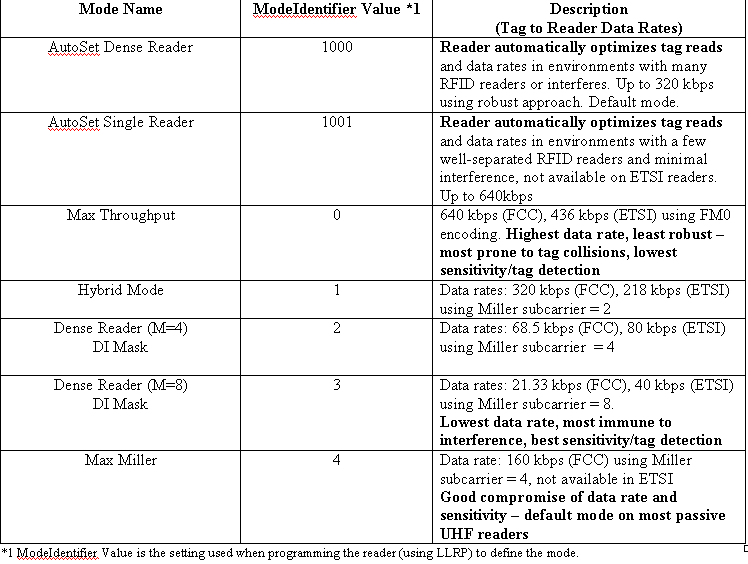 Mode Name
ModeIdentifier Value *1
Description
(Tag to Reader Data Rates)
AutoSet Dense Reader
1000
Reader automatically optimizes tag reads
and data rates in environments with many
RFID readers or interferes. Up to 320 kbps
using robust approach. Default mode.
AutoSet Single Reader
1001
Reader automatically optimizes tag reads
and data rates in environments with a few
well-separated RFID readers and minimal
interference, not available on ETSI readers.
Up to 640kbps
Max Throughput
0
640 kbps (FCC), 436 kbps (ETSI) using FM0
encoding. Highest data rate, least robust –
most prone to tag collisions, lowest
sensitivity/tag detection
Hybrid Mode
1
Data rates: 320 kbps (FCC), 218 kbps (ETSI)
using Miller subcarrier = 2
Dense Reader (M=4)
DI Mask
2
Data rates: 68.5 kbps (FCC), 80 kbps (ETSI)
using Miller subcarrier = 4
Dense Reader (M=8)
DI Mask
3
Data rates: 21.33 kbps (FCC), 40 kbps (ETSI)
using Miller subcarrier = 8.
Lowest data rate, most immune to
interference, best sensitivity/tag detection
Max Miller
4
Data rate: 160 kbps (FCC) using Miller
subcarrier = 4, not available in ETSI
Good compromise of data rate and
sensitivity – default mode on most passive
UHF readers
*1 ModeIdentifier Value is the setting used when programming the reader (using LLRP) to define the mode.